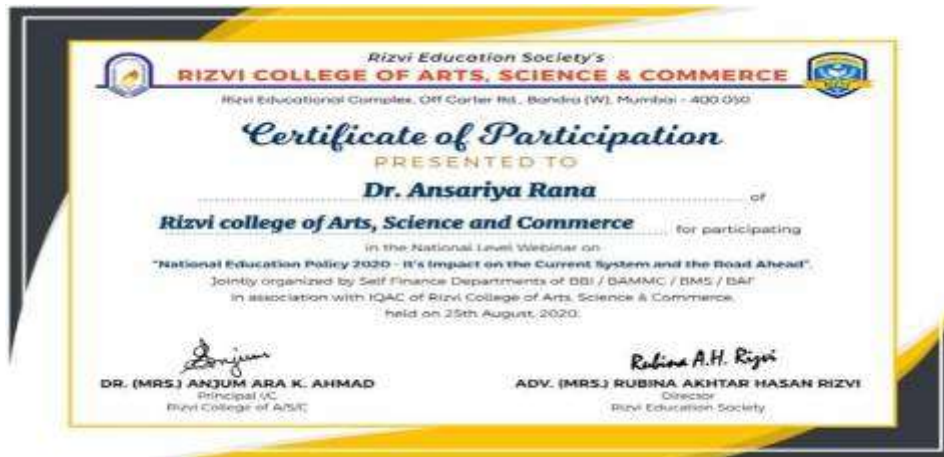 Rizvi Education Society's
RIZVI COLLEGE OF ARTS, SCIENCE & COMMERCE
Rizvi Educational Complex, Off Carter Rd., Bandra (W), Mumbai - 400 050
Certificate of Participation
PRESENTED TO
Dr. Ansariya Rana of
Rizvi college of Arts, Science and Commerce for participating
in the National Level Webinar on
"National Education Policy 2020 - It's Impact on the Current System and the Road Ahead".
Jointly organized by Self Finance Departments of BBI / BAMMC / BMS / BAF
in association with IQAC of Rizvi College of Arts, Science & Commerce,
held on 25th August, 2020.
Anjum Rubina A.H. Rizvi
DR. (MRS.) ANJUM ARA K. AHMAD ADV. (MRS.) RUBINA AKHTAR HASAN RIZVI
Principal I/C Director
Rizvi College of A/S/C Rizvi Education Society